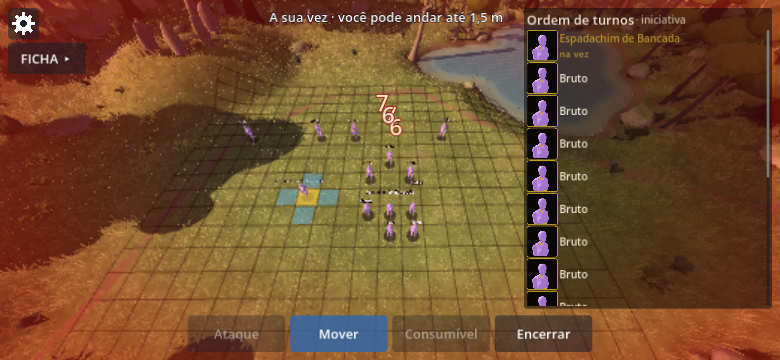 A sua vez · você pode andar até 1,5 m
FICHA ▸
Ordem de turnos · iniciativa
Espadachim de Bancada
na vez
Bruto
Bruto
Bruto
Bruto
Bruto
Bruto
Bruto
7
6
6
Ataque
Mover
Consumível
Encerrar